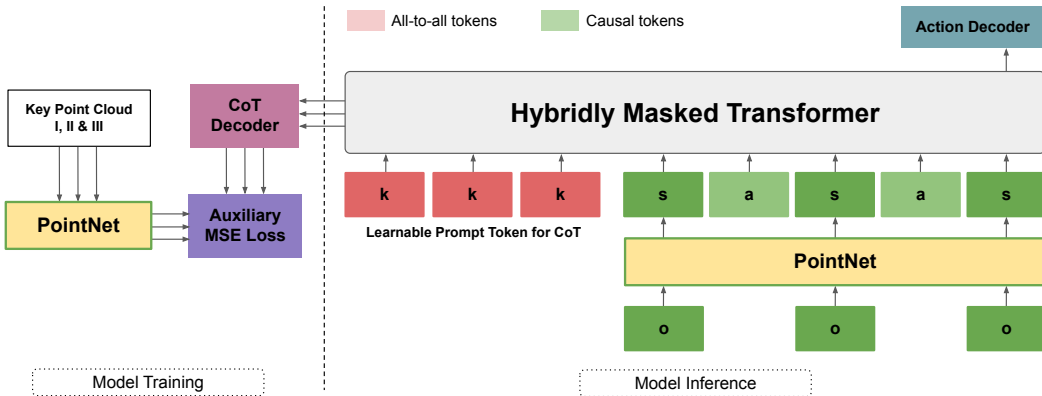 All-to-all tokens
Causal tokens
Action Decoder
Key Point Cloud
I, II & III
CoT
Decoder
Hybridly Masked Transformer
k
k
k
s
a
s
a
s
Learnable Prompt Token for CoT
PointNet
Auxiliary
MSE Loss
PointNet
o
o
o
Model Training
Model Inference